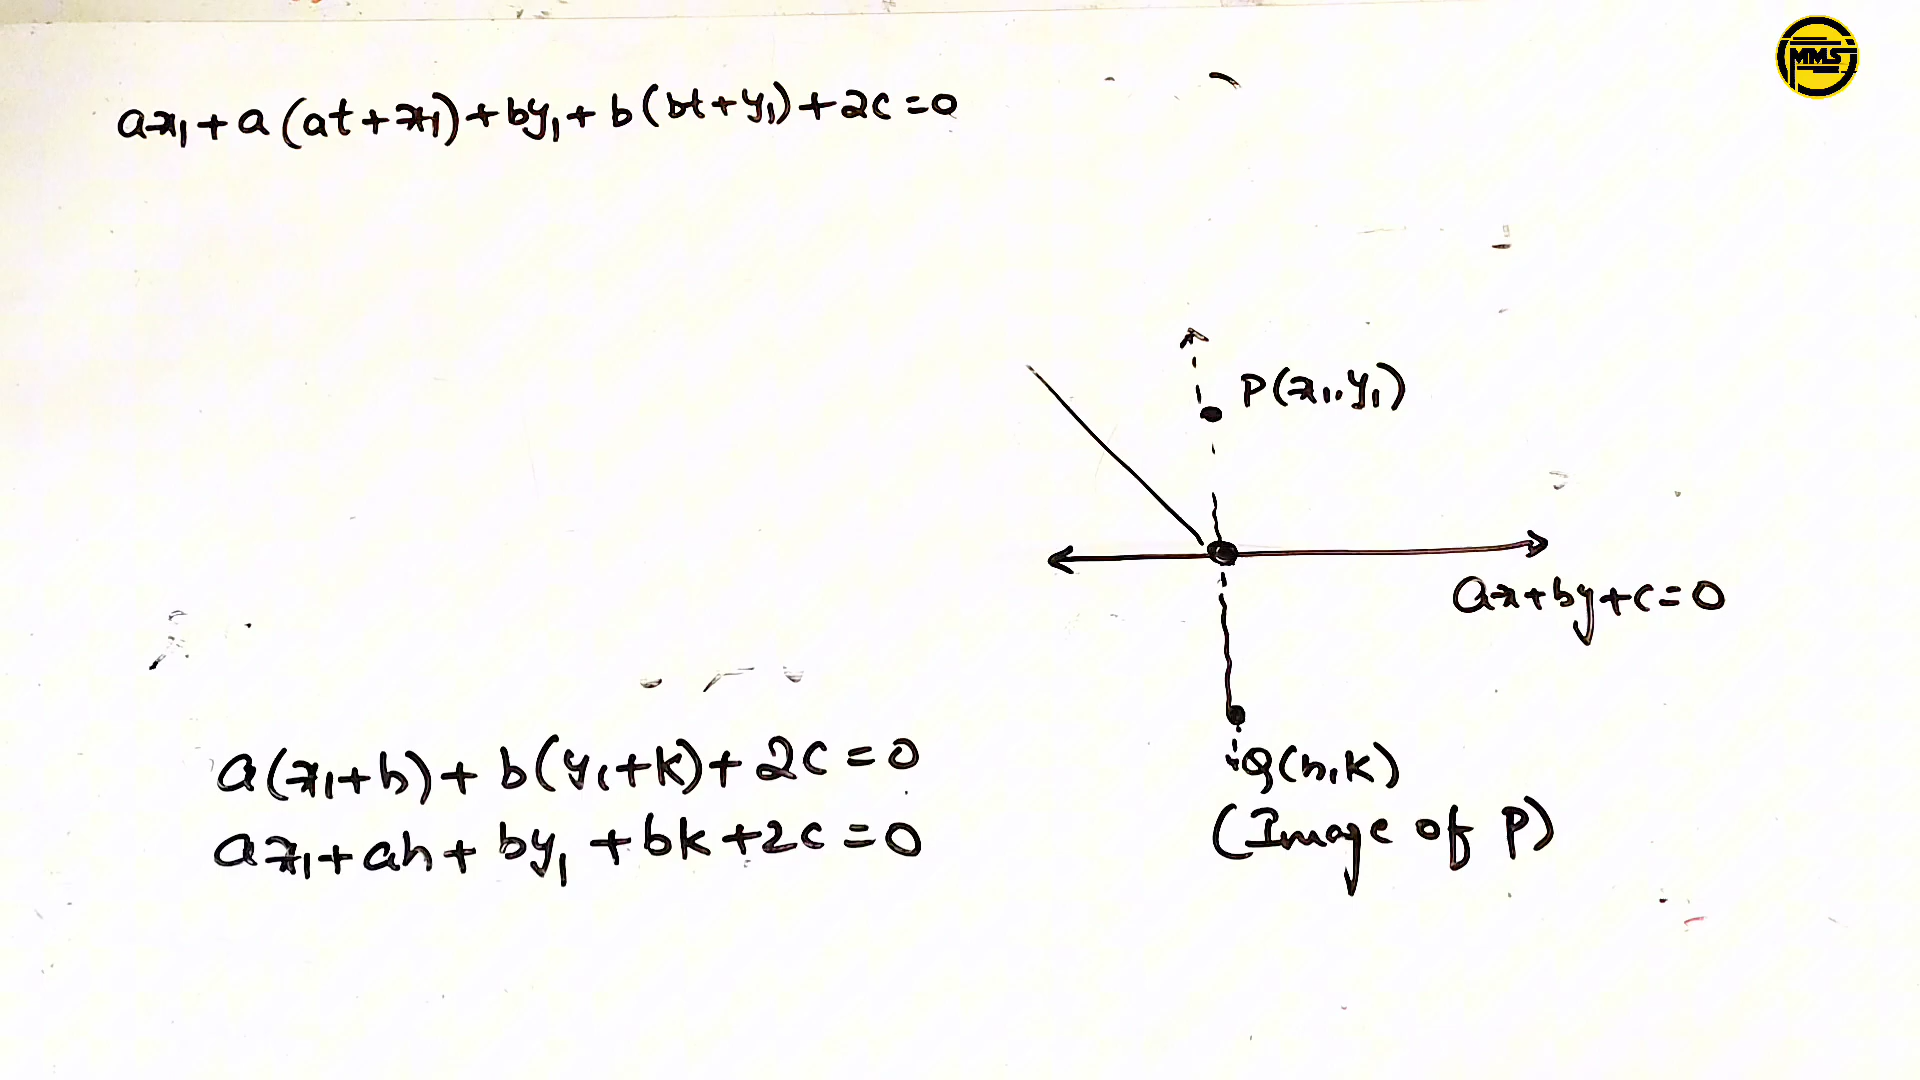 ax₁ + a(at + x₁) + by₁ + b(bt + y₁) + 2c = 0
MMS
P(x₁, y₁)
ax + by + c = 0
a(x₁ + h) + b(y₁ + k) + 2c = 0
Q(h, k)
ax₁ + ah + by₁ + bk + 2c = 0
(Image of P)